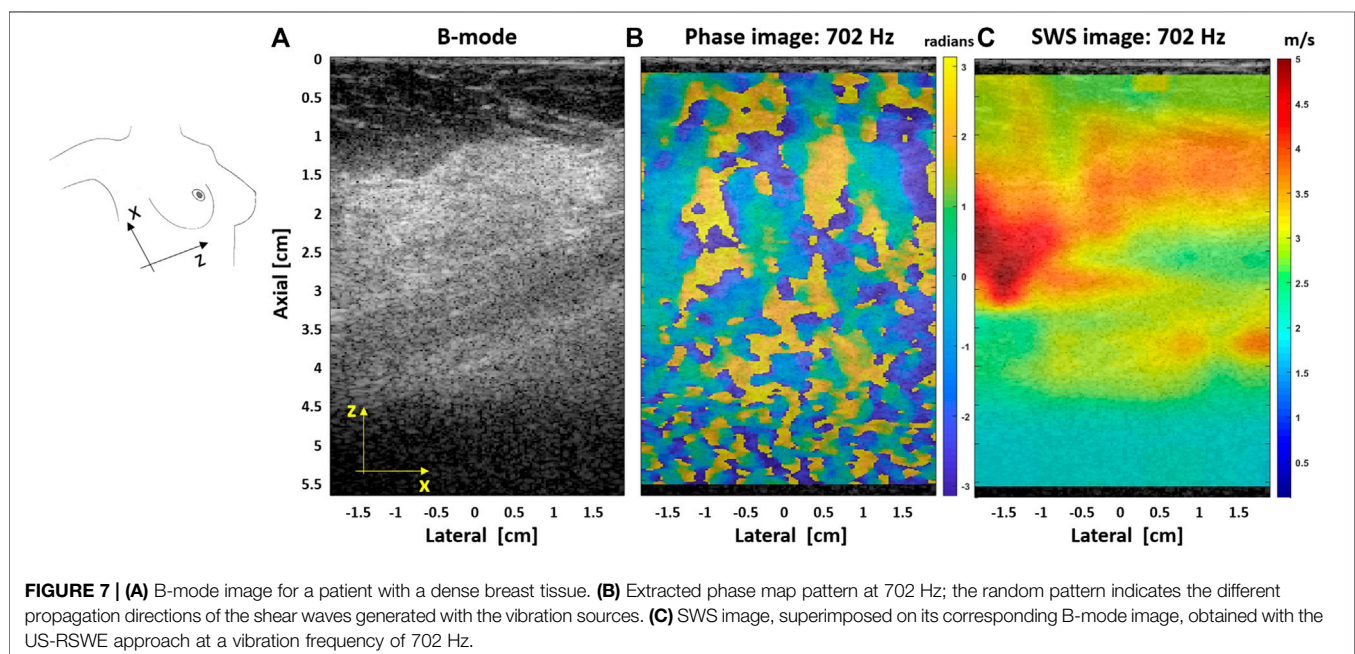 A B-mode
B Phase image: 702 Hz radians
C SWS image: 702 Hz m/s
0
0.5
1
1.5
2
2.5
3
3.5
4
4.5
5
5.5
Axial [cm]
X
Z
Z
X
-1.5 -1 -0.5 0 0.5 1 1.5
Lateral [cm]
3
2
1
0
-1
-2
-3
-1.5 -1 -0.5 0 0.5 1 1.5
Lateral [cm]
5
4.5
4
3.5
3
2.5
2
1.5
1
0.5
-1.5 -1 -0.5 0 0.5 1 1.5
Lateral [cm]
FIGURE 7 | (A) B-mode image for a patient with a dense breast tissue. (B) Extracted phase map pattern at 702 Hz; the random pattern indicates the different
propagation directions of the shear waves generated with the vibration sources. (C) SWS image, superimposed on its corresponding B-mode image, obtained with the
US-RSWE approach at a vibration frequency of 702 Hz.